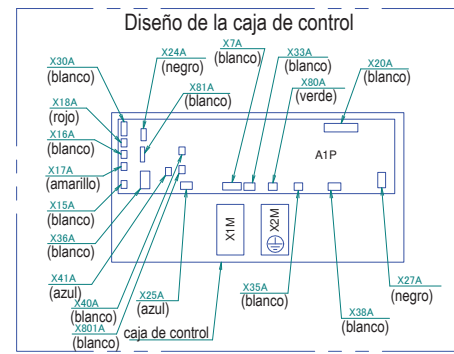 Diseño de la caja de control
X30A
(blanco)
X24A
(negro)
X7A
(blanco)
X33A
(blanco)
X20A
(blanco)
X18A
(rojo)
X81A
(blanco)
X80A
(verde)
X16A
(blanco)
A1P
X17A
(amarillo)
X15A
(blanco)
X1M
X2M
X36A
(blanco)
X41A
(azul)
X40A
(blanco)
X25A
(azul)
X35A
(blanco)
X27A
(negro)
X801A
(blanco)
caja de control
X38A
(blanco)